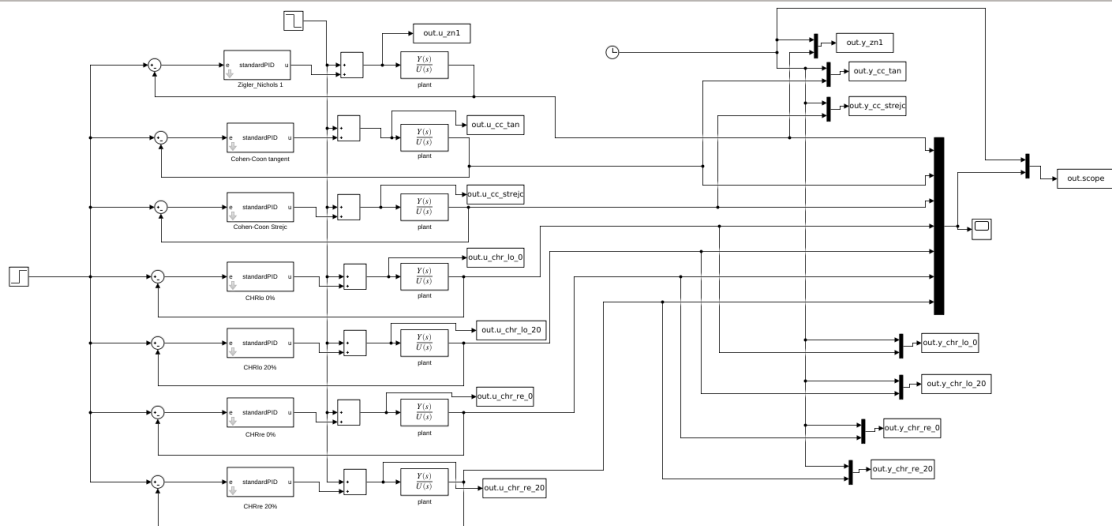 out.u_zn1
e standardPID u
Zigler_Nichols 1
+
+
Y(s)
U(s)
plant
out.y_zn1
out.y_cc_tan
out.y_cc_strejc
out.u_cc_tan
e standardPID u
Cohen-Coon tangent
+
+
Y(s)
U(s)
plant
out.u_cc_strejc
e standardPID u
Cohen-Coon Strejc
+
+
Y(s)
U(s)
plant
out.scope
out.u_chr_lo_0
e standardPID u
CHRlo 0%
+
+
Y(s)
U(s)
plant
out.u_chr_lo_20
e standardPID u
CHRlo 20%
+
+
Y(s)
U(s)
plant
out.y_chr_lo_0
out.y_chr_lo_20
out.u_chr_re_0
e standardPID u
CHRre 0%
+
+
Y(s)
U(s)
plant
out.y_chr_re_0
out.y_chr_re_20
e standardPID u
CHRre 20%
+
+
Y(s)
U(s)
plant
out.u_chr_re_20